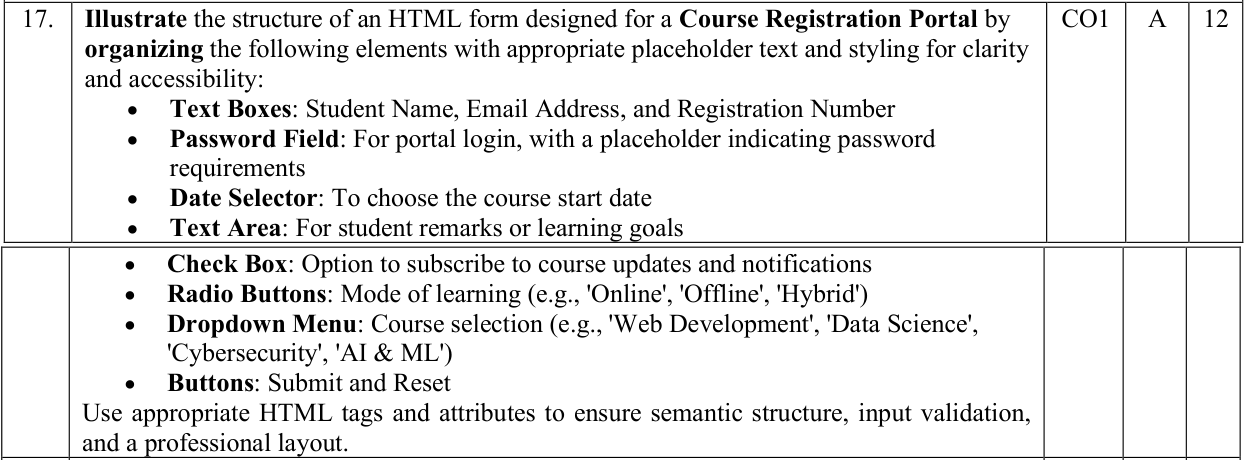 17. Illustrate the structure of an HTML form designed for a Course Registration Portal by CO1 A 12
organizing the following elements with appropriate placeholder text and styling for clarity
and accessibility:
• Text Boxes: Student Name, Email Address, and Registration Number
• Password Field: For portal login, with a placeholder indicating password
requirements
• Date Selector: To choose the course start date
• Text Area: For student remarks or learning goals
• Check Box: Option to subscribe to course updates and notifications
• Radio Buttons: Mode of learning (e.g., 'Online', 'Offline', 'Hybrid')
• Dropdown Menu: Course selection (e.g., 'Web Development', 'Data Science',
'Cybersecurity', 'AI & ML')
• Buttons: Submit and Reset
Use appropriate HTML tags and attributes to ensure semantic structure, input validation,
and a professional layout.